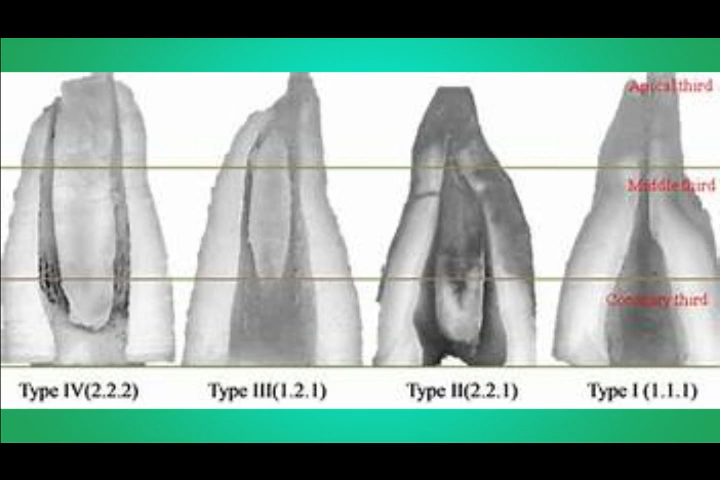 Apical third
Middle third
Coronary third
Type IV(2.2.2) Type III(1.2.1) Type II(2.2.1) Type I (1.1.1)